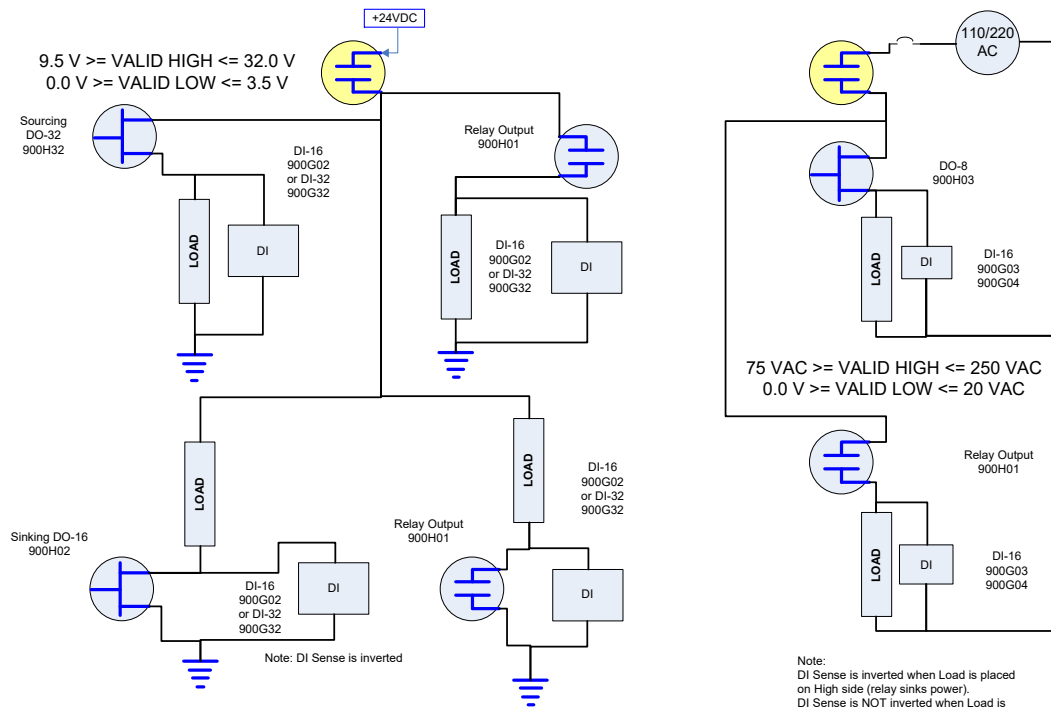 +24VDC
9.5 V >= VALID HIGH <= 32.0 V
0.0 V >= VALID LOW <= 3.5 V
Sourcing
DO-32
900H32
DI-16
900G02
or DI-32
900G32
LOAD
DI
Relay Output
900H01
DI-16
900G02
or DI-32
900G32
LOAD
DI
LOAD
Sinking DO-16
900H02
DI-16
900G02
or DI-32
900G32
DI
Note: DI Sense is inverted
LOAD
DI-16
900G02
or DI-32
900G32
Relay Output
900H01
DI
110/220
AC
DO-8
900H03
LOAD
DI
DI-16
900G03
900G04
75 VAC >= VALID HIGH <= 250 VAC
0.0 V >= VALID LOW <= 20 VAC
Relay Output
900H01
LOAD
DI
DI-16
900G03
900G04
Note:
DI Sense is inverted when Load is placed
on High side (relay sinks power).
DI Sense is NOT inverted when Load is